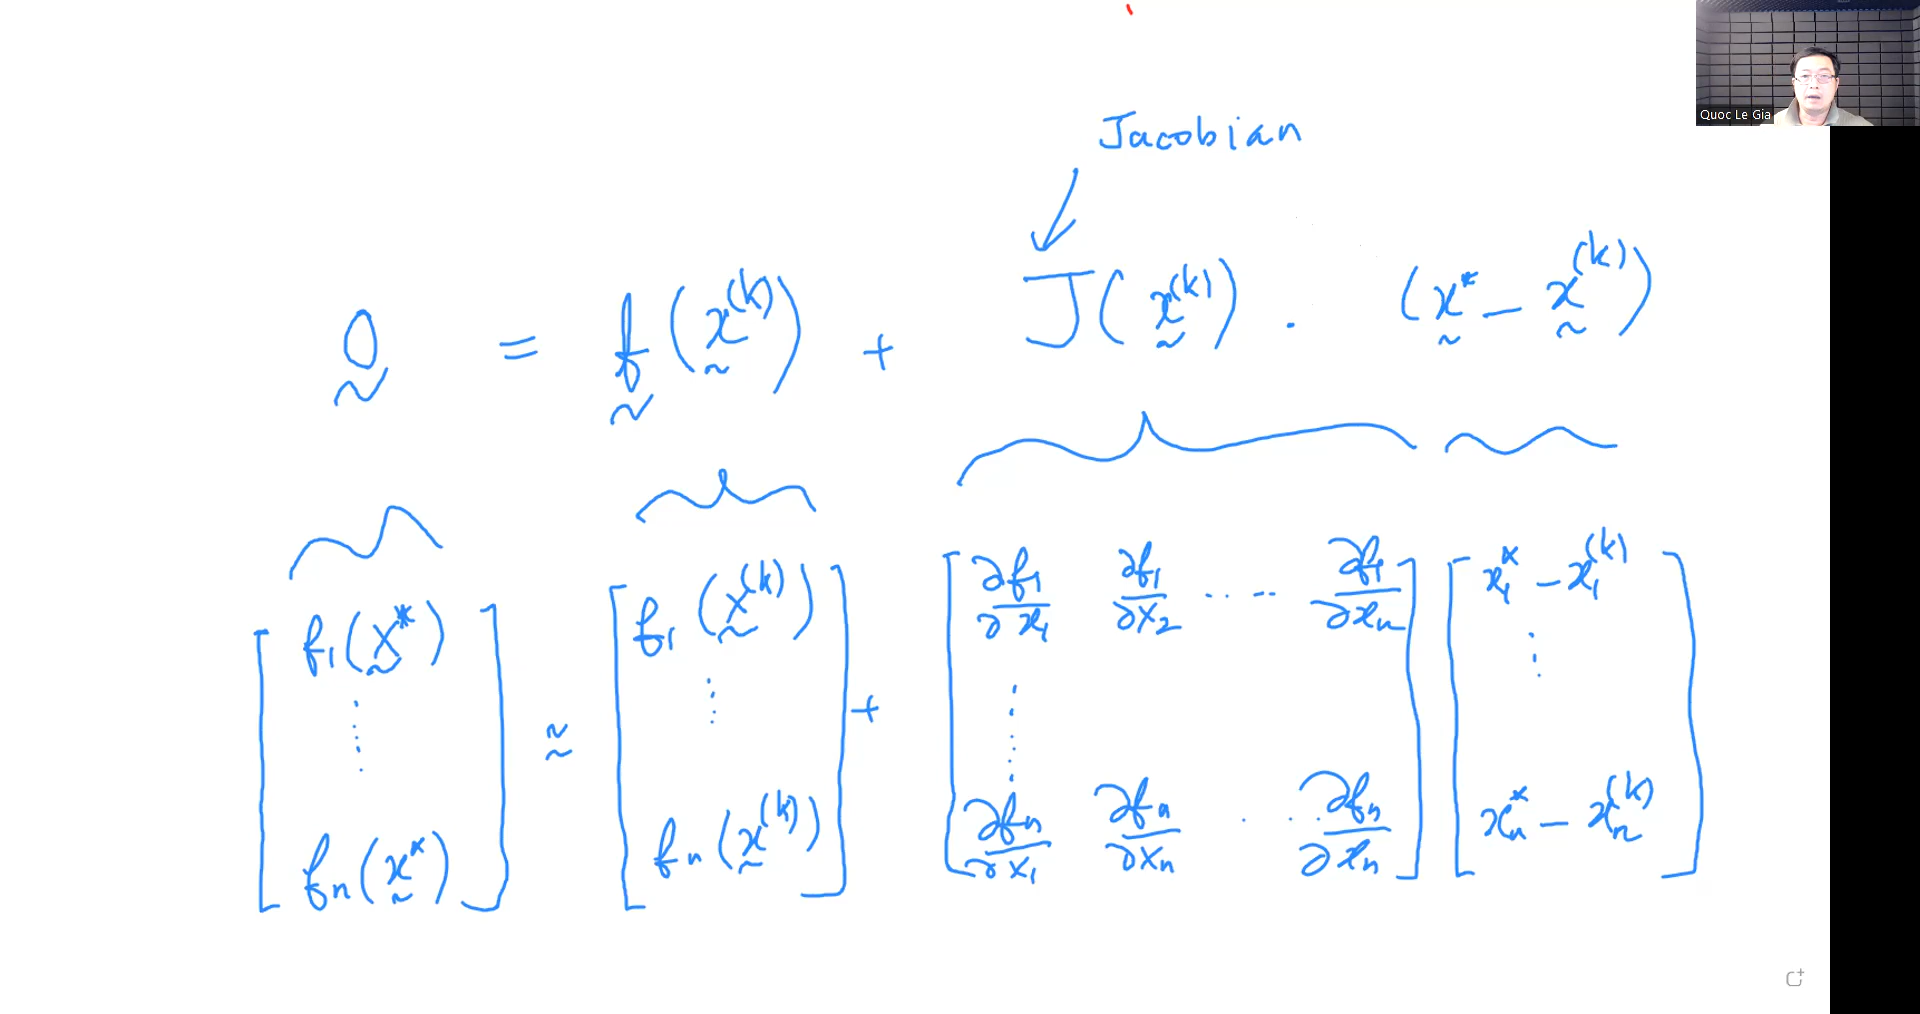 Quoc Le Gia
Jacobian
0 = f(x^(k)) + J(x^(k)) . (x* − x^(k))
[ f₁(x*) ⋮ fₙ(x*) ] ≈ [ f₁(x^(k)) ⋮ fₙ(x^(k)) ] + [ ∂f₁/∂x₁ ∂f₁/∂x₂ ⋯ ∂f₁/∂xₙ ⋮ ∂fₙ/∂x₁ ∂fₙ/∂xₙ ⋯ ∂fₙ/∂xₙ ] [ x₁* − x₁^(k) ⋮ xₙ* − xₙ^(k) ]